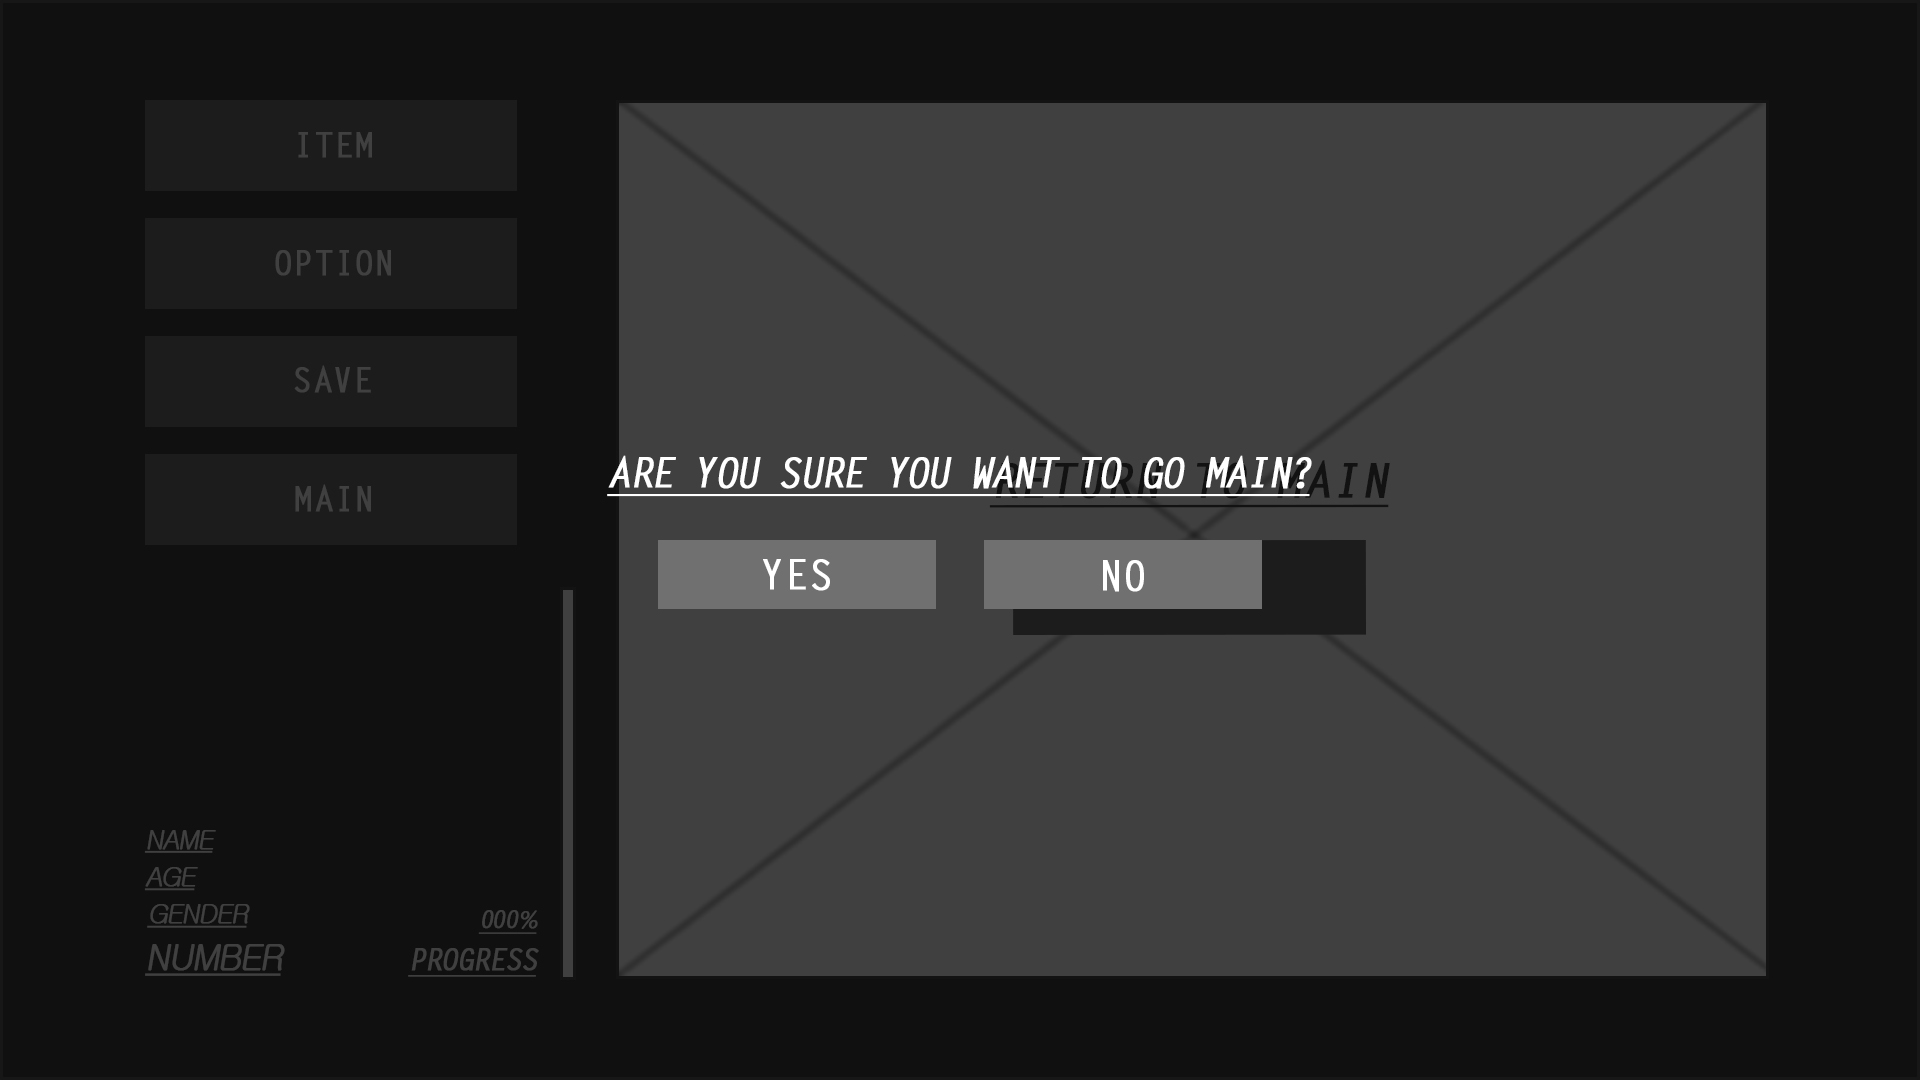 ITEM
OPTION
SAVE
MAIN
ARE YOU SURE YOU WANT TO GO MAIN?
RETURN TO MAIN
YES
NO
NAME
AGE
GENDER
NUMBER
000%
PROGRESS